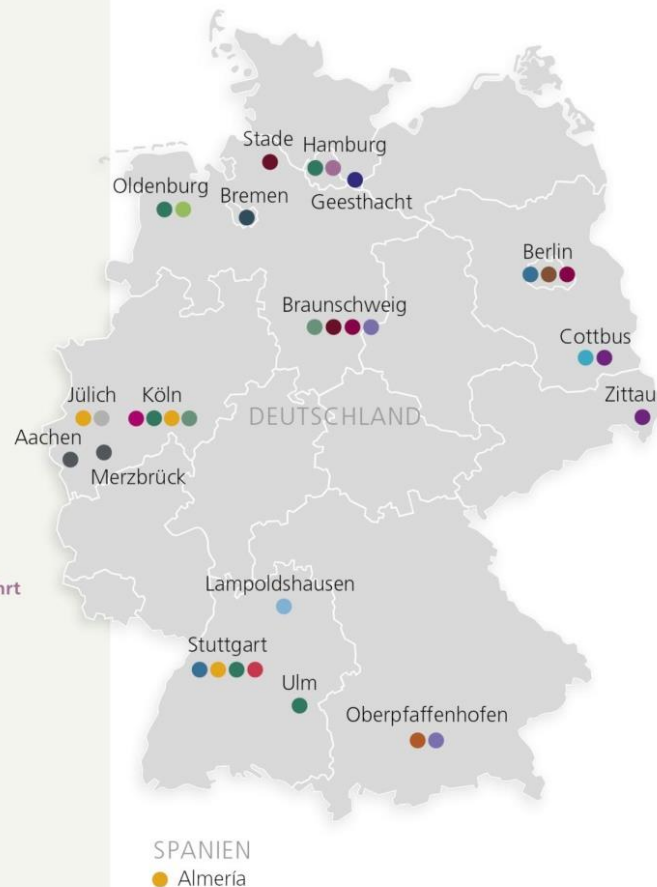 Stade
Hamburg
Oldenburg
Bremen
Geesthacht
Berlin
Braunschweig
Cottbus
Jülich
Köln
DEUTSCHLAND
Zittau
Aachen
Merzbrück
hrt
Lampoldshausen
Stuttgart
Ulm
Oberpfaffenhofen
SPANIEN
Almería